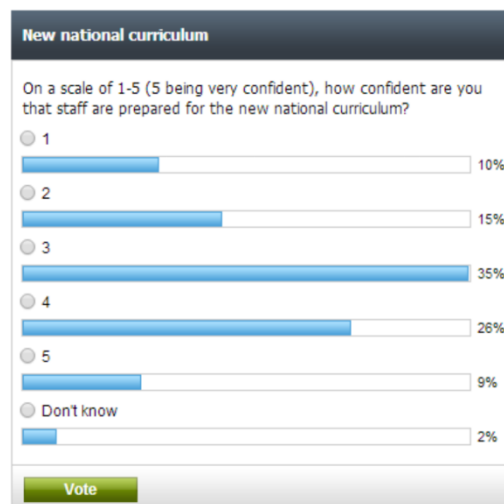 New national curriculum
On a scale of 1-5 (5 being very confident), how confident are you
that staff are prepared for the new national curriculum?
1
10%
2
15%
3
35%
4
26%
5
9%
Don't know
2%
Vote